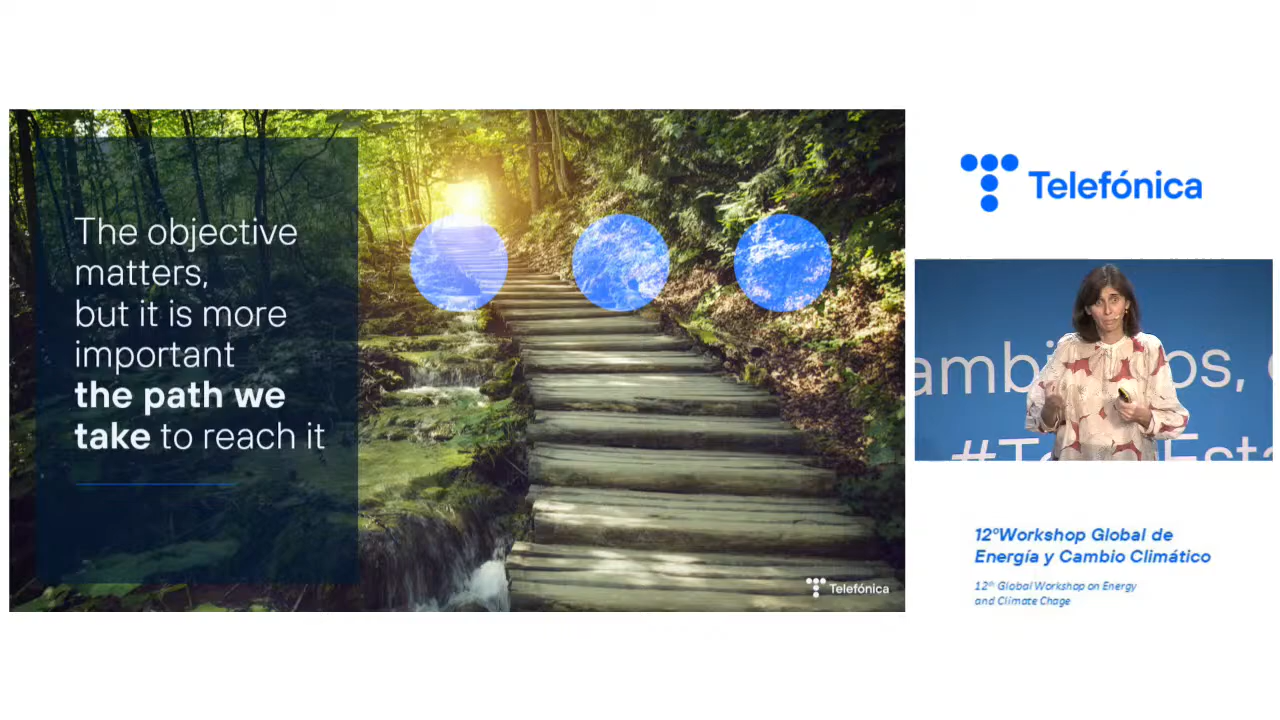 The objective
matters,
but it is more
important
the path we
take to reach it
Telefónica
Telefónica
12ºWorkshop Global de
Energía y Cambio Climático
12th Global Workshop on Energy
and Climate Chage